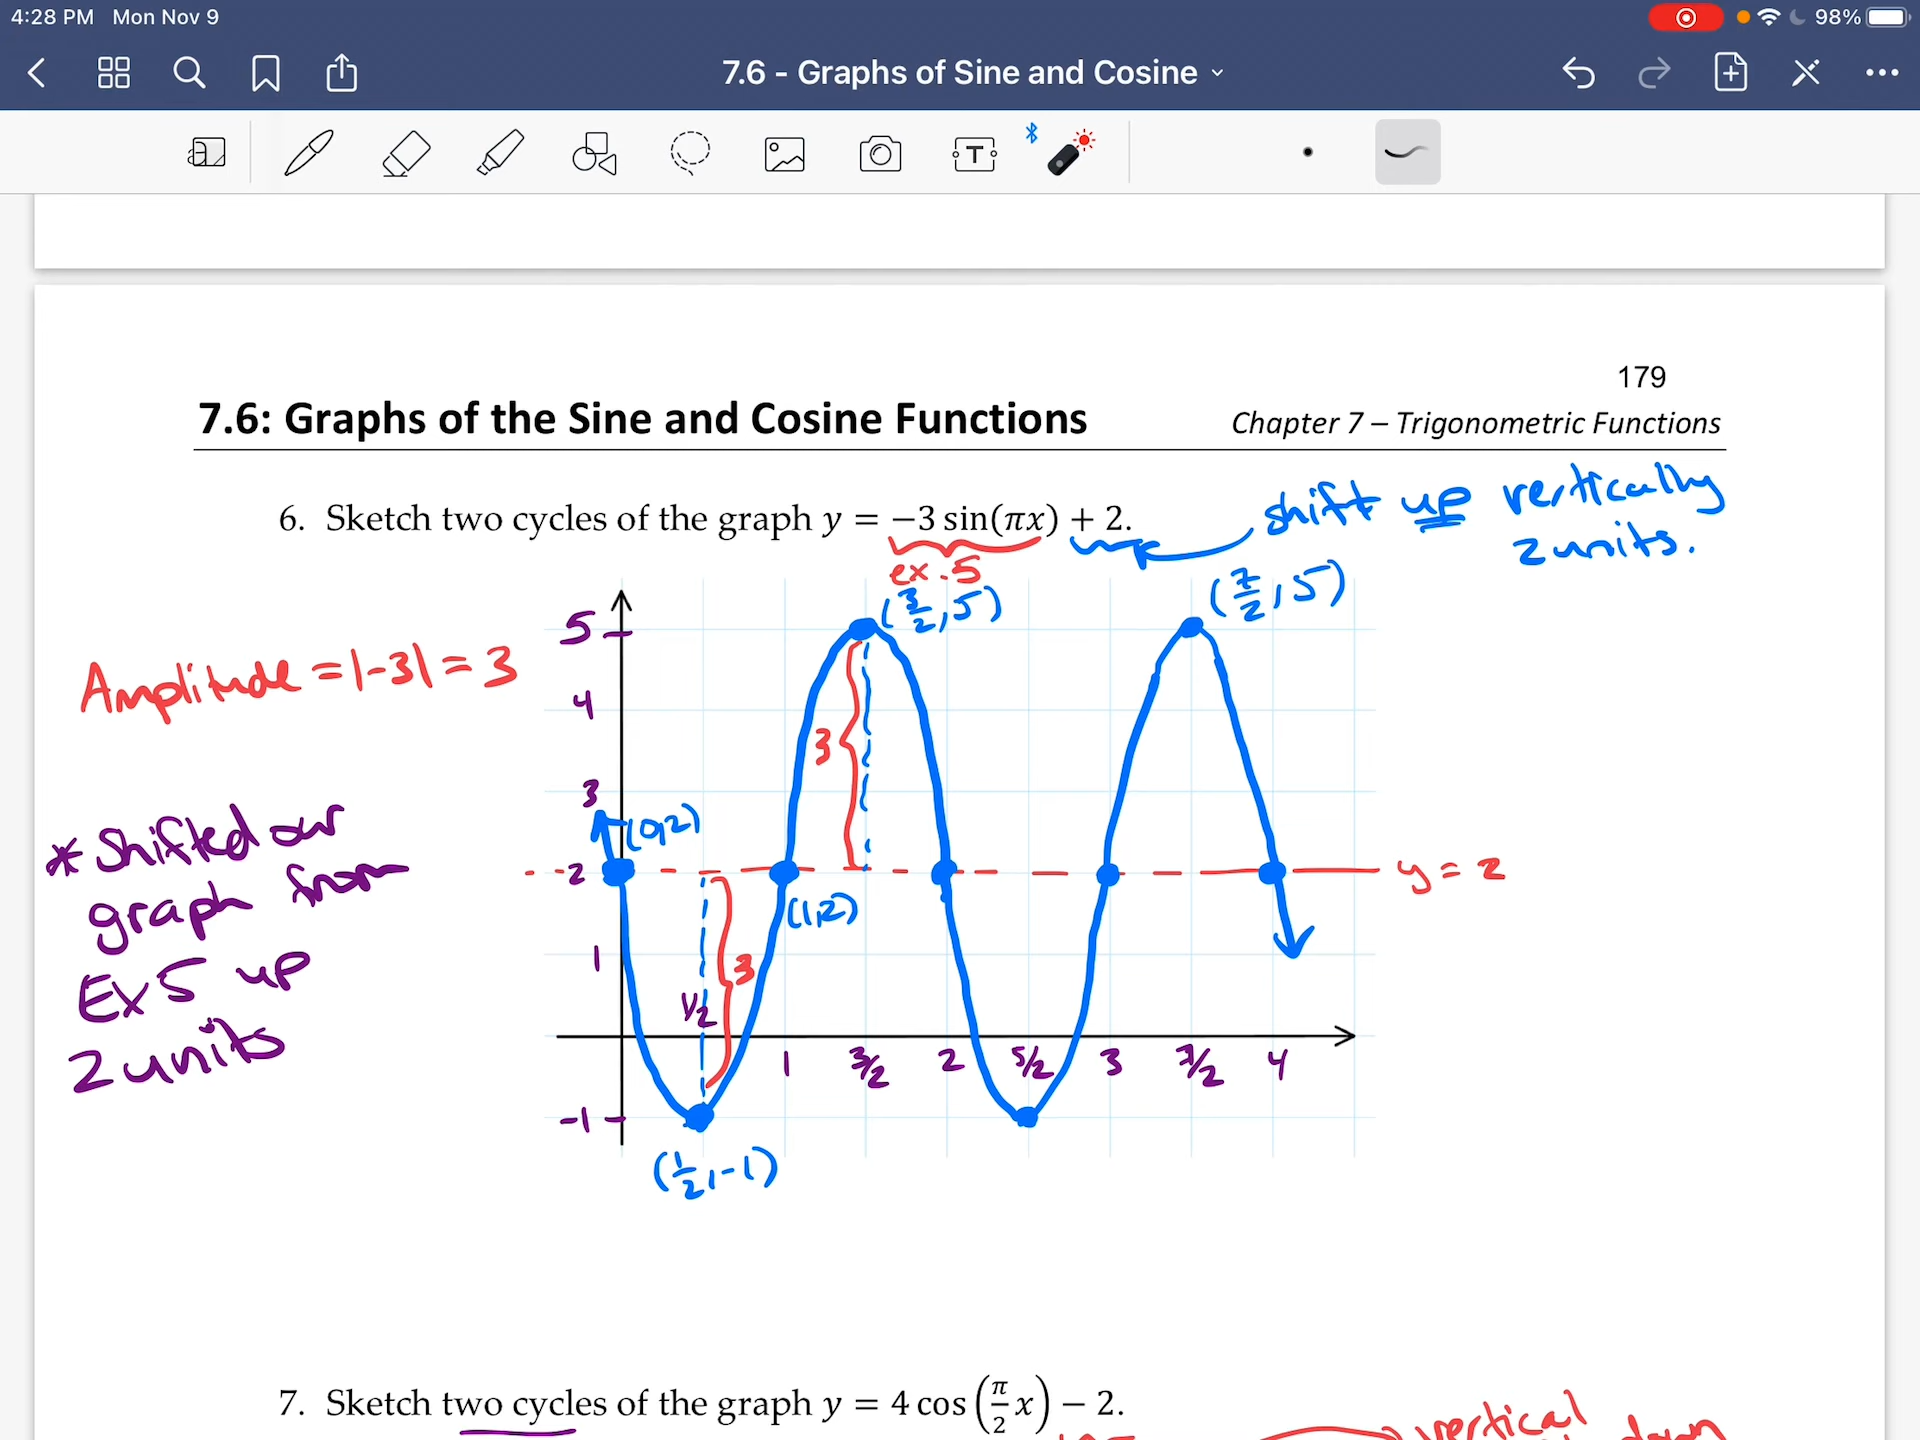 4:28 PM Mon Nov 9
98%
7.6 - Graphs of Sine and Cosine
179
7.6: Graphs of the Sine and Cosine Functions
Chapter 7 – Trigonometric Functions
6. Sketch two cycles of the graph y = −3 sin(πx) + 2.
shift up vertically
2 units.
ex. 5
(3/2, 5)
(7/2, 5)
Amplitude = |-3| = 3
5
4
3
2
1
-1
3
3
(0,2)
(1,2)
y = 2
* Shifted our
graph from
Ex 5 up
2 units
1/2 1 3/2 2 5/2 3 7/2 4
(1/2, -1)
7. Sketch two cycles of the graph y = 4 cos(π/2 x) − 2.
vertical
down